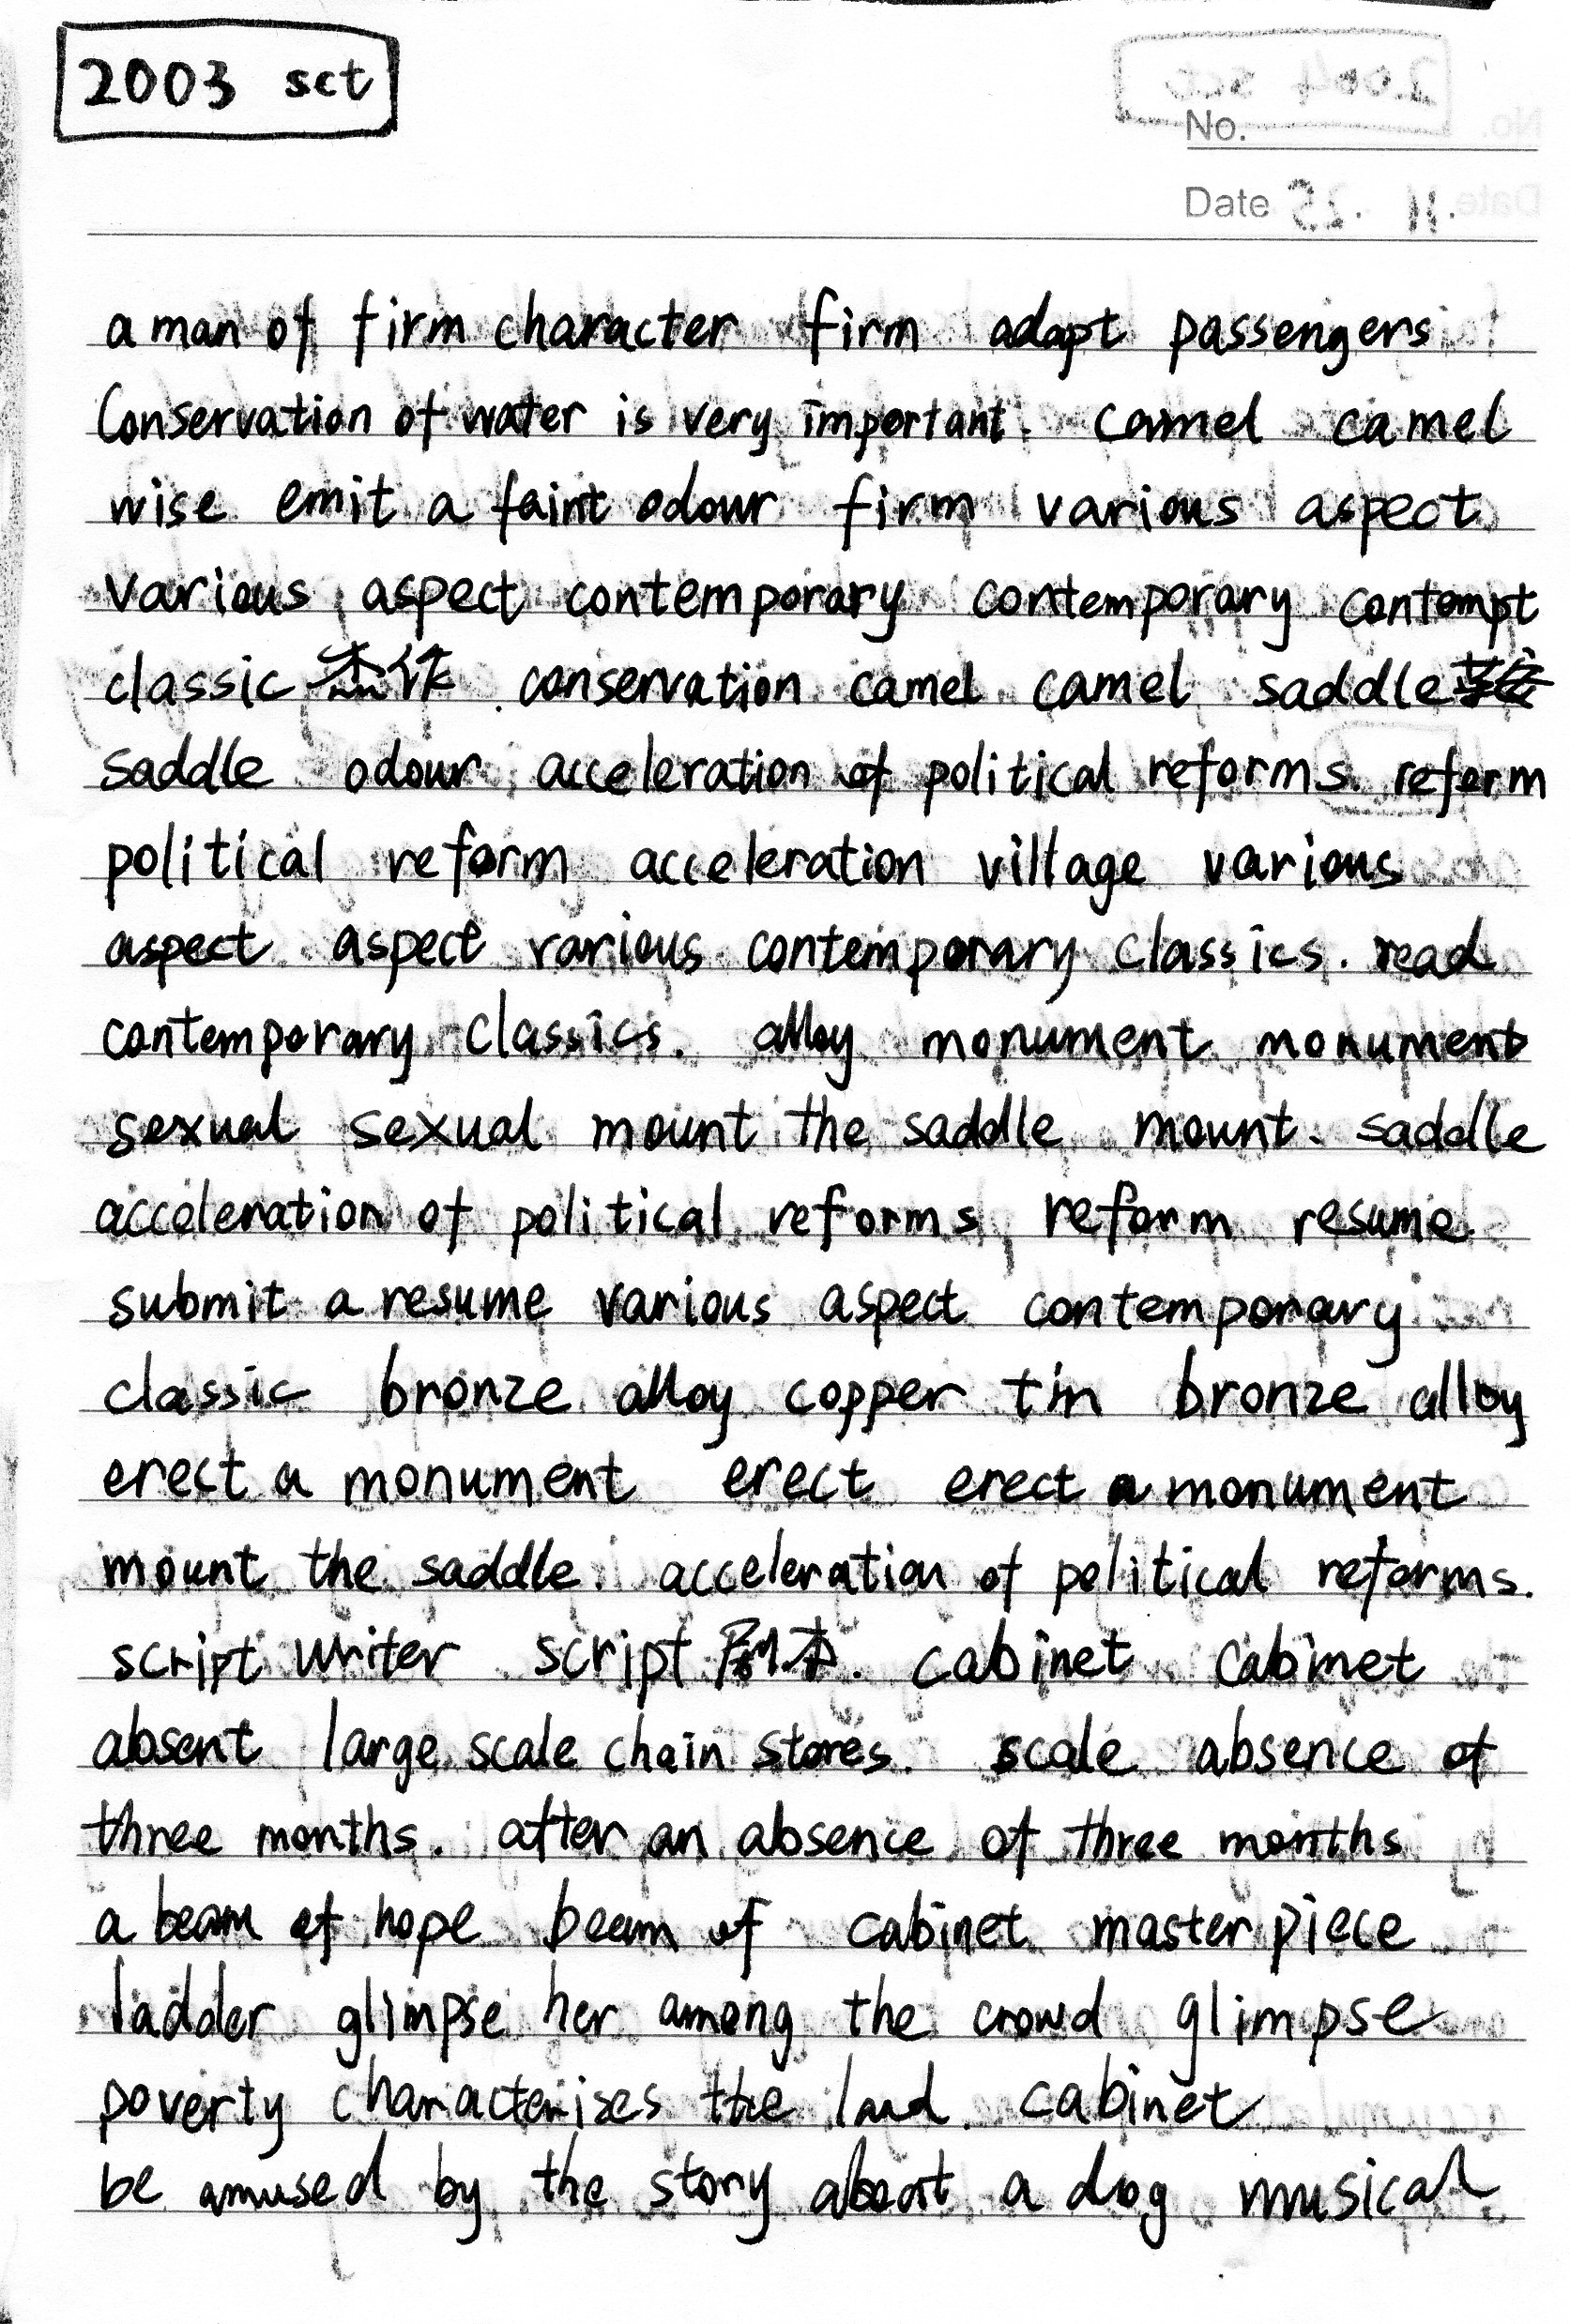 2003 sct
No.
Date
a man of firm character firm adapt passengers
Conservation of water is very important. camel camel
wise emit a faint odour firm various aspect
various aspect contemporary contemporary contempt
classic 杰作 conservation camel camel saddle
saddle odour acceleration of political reforms. reform
political reform acceleration village various
aspect aspect various contemporary classics. read
contemporary classics. alloy monument monument
sexual sexual mount the saddle mount. saddle
acceleration of political reforms reform resume
submit a resume various aspect contemporary
classic bronze alloy copper tin bronze alloy
erect a monument erect erect a monument
mount the saddle. acceleration of political reforms.
script writer script 剧本. cabinet cabinet
absent large scale chain stores. scale absence of
three months. after an absence of three months
a beam of hope beam of cabinet masterpiece
ladder glimpse her among the crowd glimpse
poverty characterises the land. cabinet
be amused by the story about a dog musical